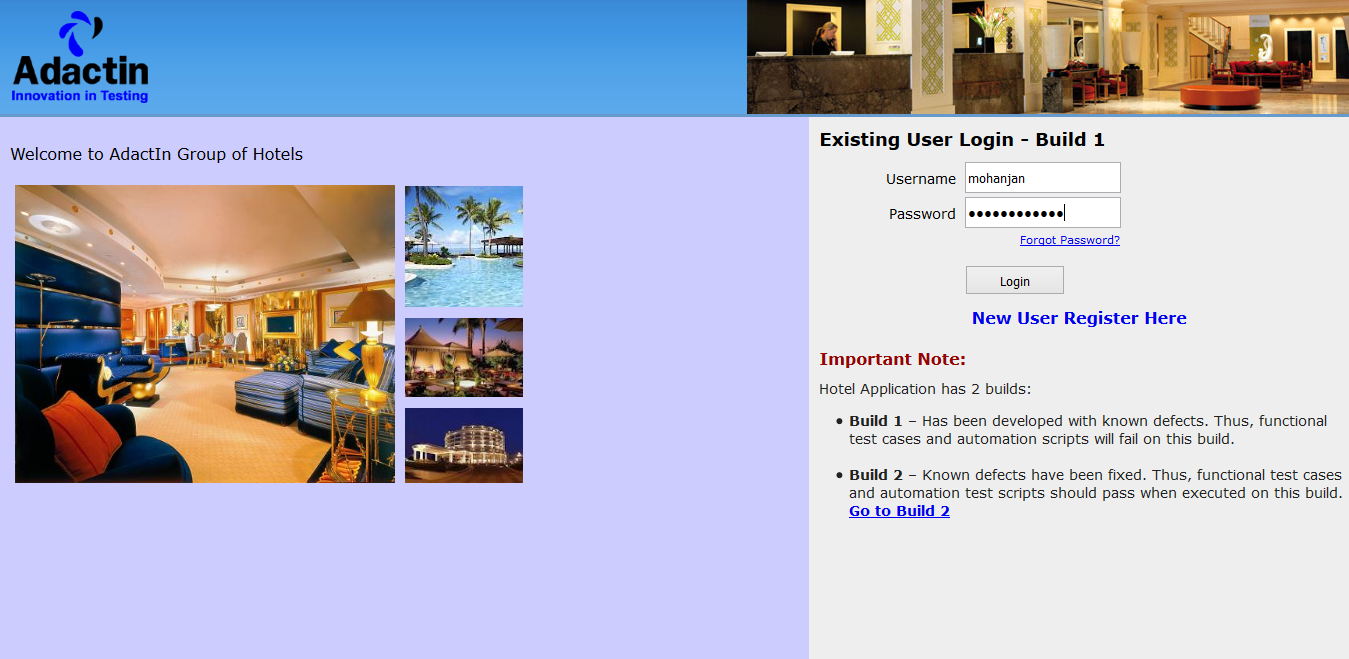 Adactin
Innovation in Testing
Welcome to AdactIn Group of Hotels
Existing User Login - Build 1
Username mohanjan
Password ••••••••••••
Forgot Password?
Login
New User Register Here
Important Note:
Hotel Application has 2 builds:
• Build 1 – Has been developed with known defects. Thus, functional
test cases and automation scripts will fail on this build.
• Build 2 – Known defects have been fixed. Thus, functional test cases
and automation test scripts should pass when executed on this build.
Go to Build 2